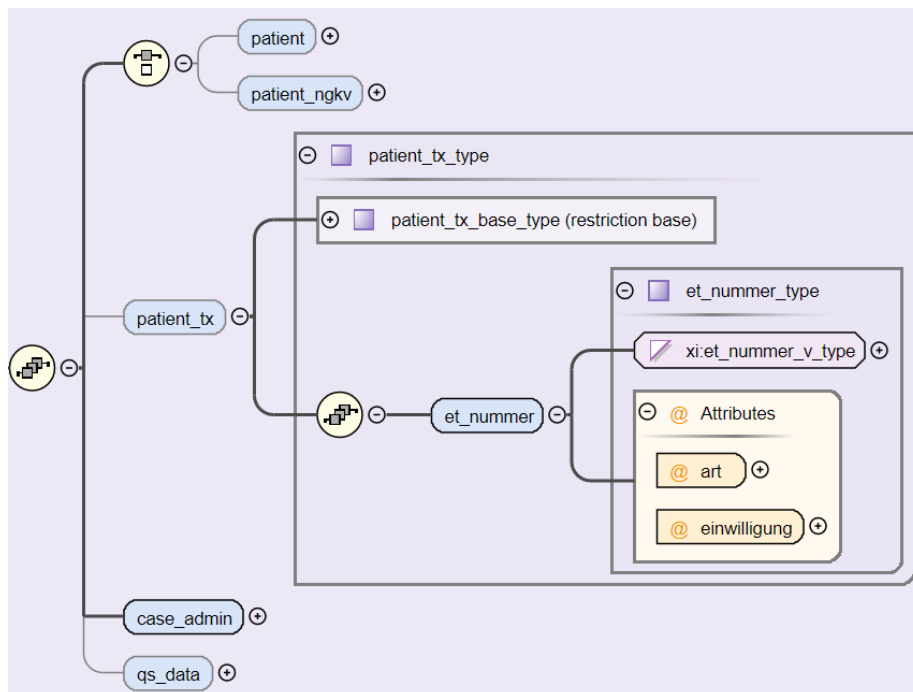 patient
patient_ngkv
patient_tx_type
patient_tx_base_type (restriction base)
et_nummer_type
patient_tx
xi:et_nummer_v_type
et_nummer
@ Attributes
@ art
@ einwilligung
case_admin
qs_data